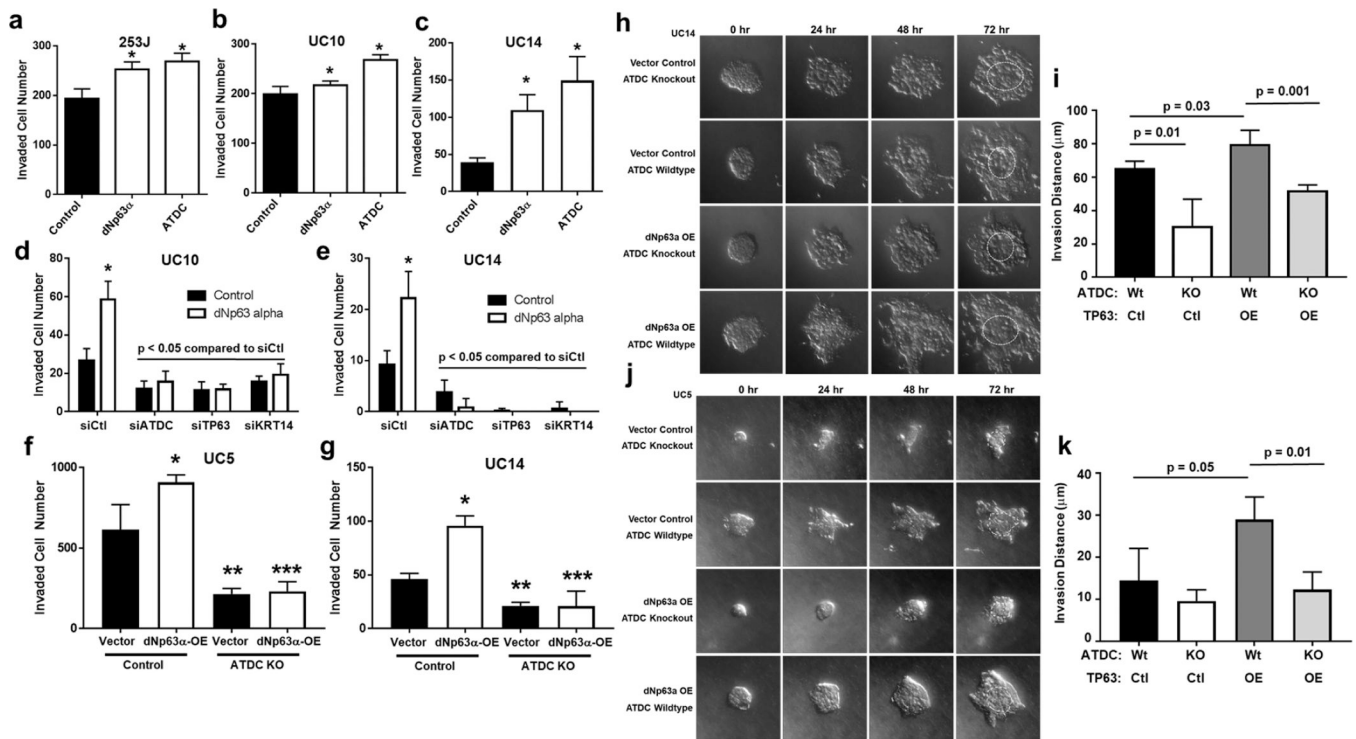 a
253J
Invaded Cell Number
300
200
100
0
*
*
Control
dNp63α
ATDC
b
UC10
Invaded Cell Number
300
200
100
0
*
*
Control
dNp63α
ATDC
c
UC14
Invaded Cell Number
200
150
100
50
0
*
*
Control
dNp63α
ATDC
d
UC10
Invaded Cell Number
80
60
40
20
0
*
Control
dNp63 alpha
p < 0.05 compared to siCtl
siCtl siATDC siTP63 siKRT14
e
UC14
Invaded Cell Number
40
30
20
10
0
*
Control
dNp63 alpha
p < 0.05 compared to siCtl
siCtl siATDC siTP63 siKRT14
f
UC5
Invaded Cell Number
1000
500
0
*
**
***
Vector dNp63α-OE Vector dNp63α-OE
Control ATDC KO
g
UC14
Invaded Cell Number
150
100
50
0
*
**
***
Vector dNp63α-OE Vector dNp63α-OE
Control ATDC KO
h
UC14
0 hr 24 hr 48 hr 72 hr
Vector Control
ATDC Knockout
Vector Control
ATDC Wildtype
dNp63a OE
ATDC Knockout
dNp63a OE
ATDC Wildtype
i
Invasion Distance (μm)
100
80
60
40
20
0
p = 0.001
p = 0.03
p = 0.01
ATDC: Wt KO Wt KO
TP63: Ctl Ctl OE OE
j
UC5
0 hr 24 hr 48 hr 72 hr
Vector Control
ATDC Knockout
Vector Control
ATDC Wildtype
dNp63a OE
ATDC Knockout
dNp63a OE
ATDC Wildtype
k
Invasion Distance (μm)
40
30
20
10
0
p = 0.05
p = 0.01
ATDC: Wt KO Wt KO
TP63: Ctl Ctl OE OE